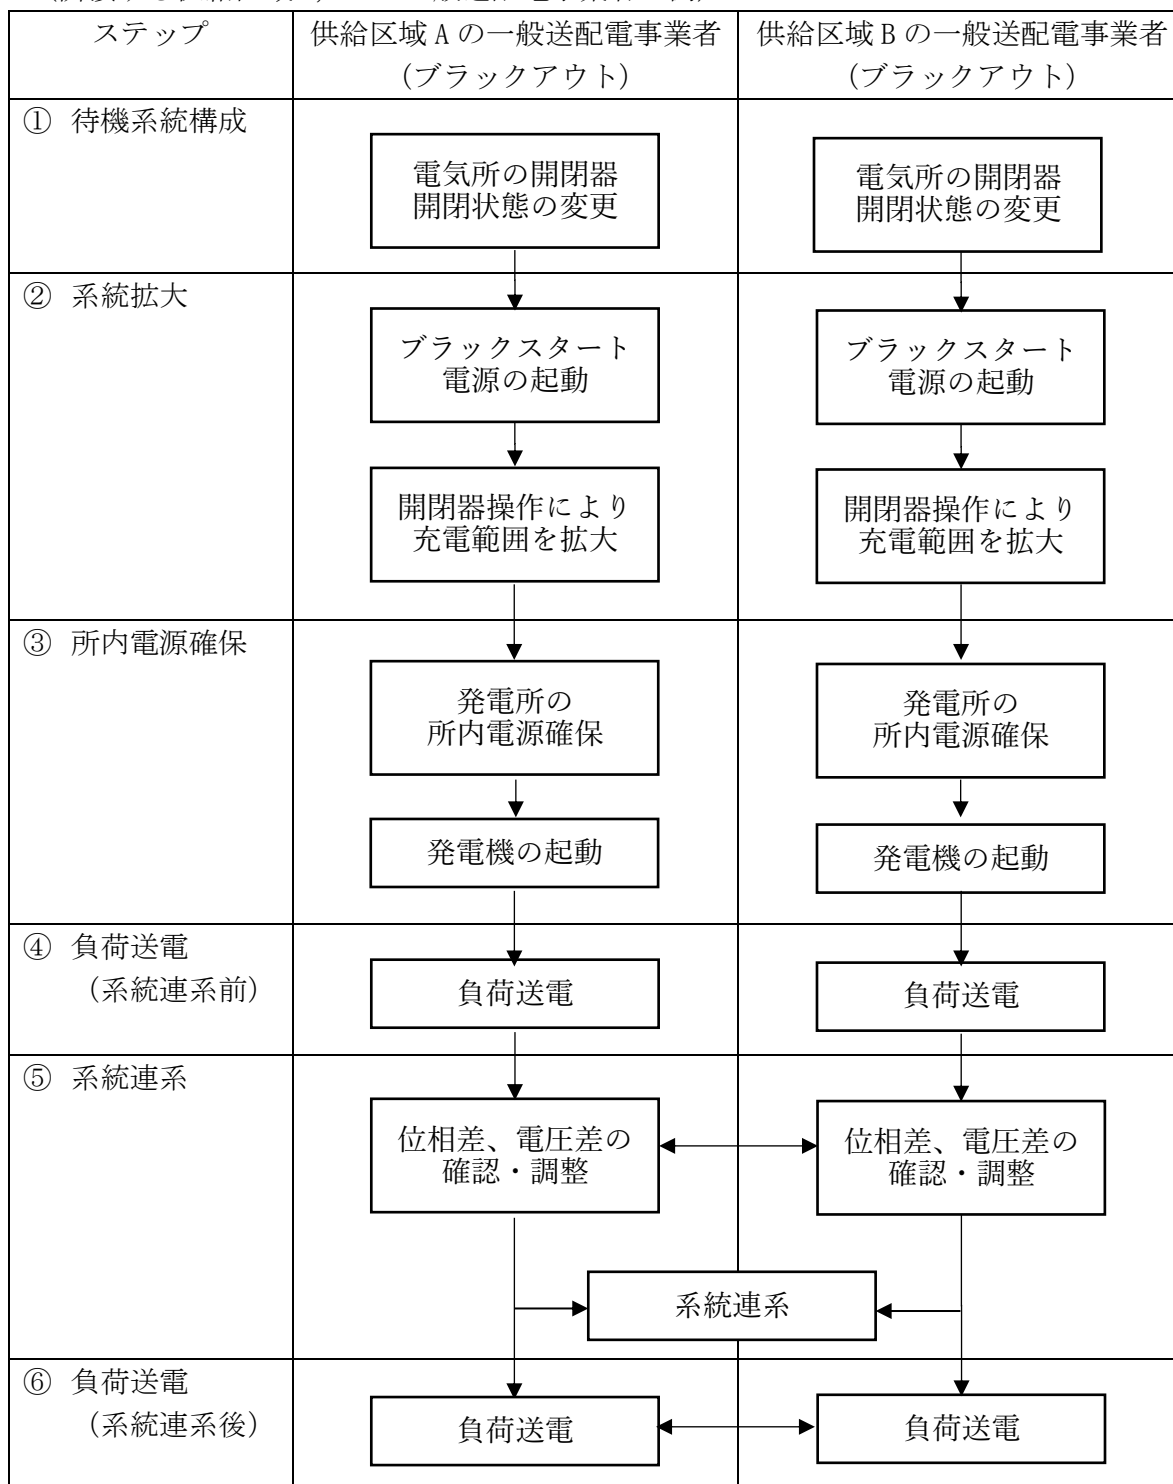 ステップ
供給区域 A の一般送配電事業者
（ブラックアウト）
供給区域 B の一般送配電事業者
（ブラックアウト）
① 待機系統構成
電気所の開閉器
開閉状態の変更
電気所の開閉器
開閉状態の変更
② 系統拡大
ブラックスタート
電源の起動
ブラックスタート
電源の起動
開閉器操作により
充電範囲を拡大
開閉器操作により
充電範囲を拡大
③ 所内電源確保
発電所の
所内電源確保
発電所の
所内電源確保
発電機の起動
発電機の起動
④ 負荷送電
（系統連系前）
負荷送電
負荷送電
⑤ 系統連系
位相差、電圧差の
確認・調整
位相差、電圧差の
確認・調整
系統連系
⑥ 負荷送電
（系統連系後）
負荷送電
負荷送電